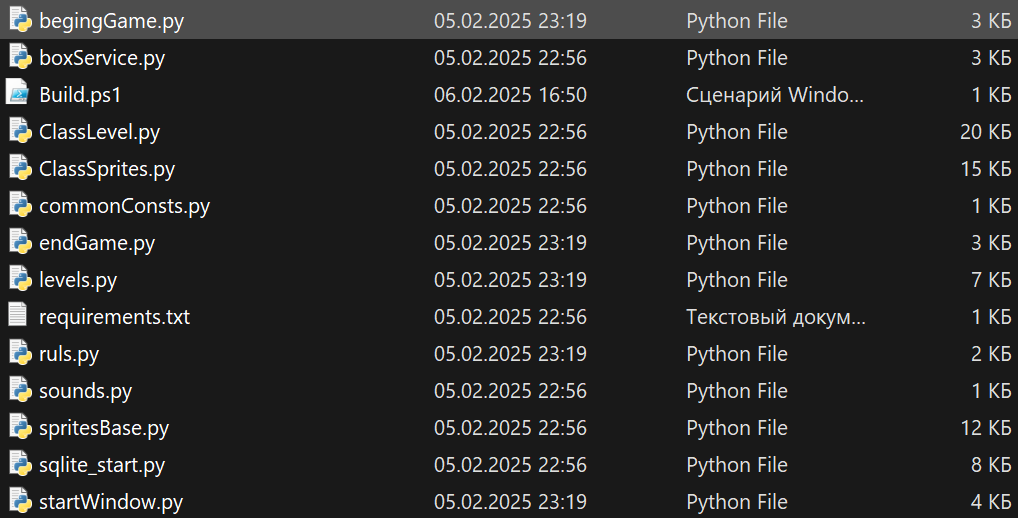 begingGame.py 05.02.2025 23:19 Python File 3 КБ
boxService.py 05.02.2025 22:56 Python File 3 КБ
Build.ps1 06.02.2025 16:50 Сценарий Windo... 1 КБ
ClassLevel.py 05.02.2025 22:56 Python File 20 КБ
ClassSprites.py 05.02.2025 22:56 Python File 15 КБ
commonConsts.py 05.02.2025 22:56 Python File 1 КБ
endGame.py 05.02.2025 23:19 Python File 3 КБ
levels.py 05.02.2025 23:19 Python File 7 КБ
requirements.txt 05.02.2025 22:56 Текстовый докум... 1 КБ
ruls.py 05.02.2025 23:19 Python File 2 КБ
sounds.py 05.02.2025 22:56 Python File 1 КБ
spritesBase.py 05.02.2025 22:56 Python File 12 КБ
sqlite_start.py 05.02.2025 22:56 Python File 8 КБ
startWindow.py 05.02.2025 23:19 Python File 4 КБ